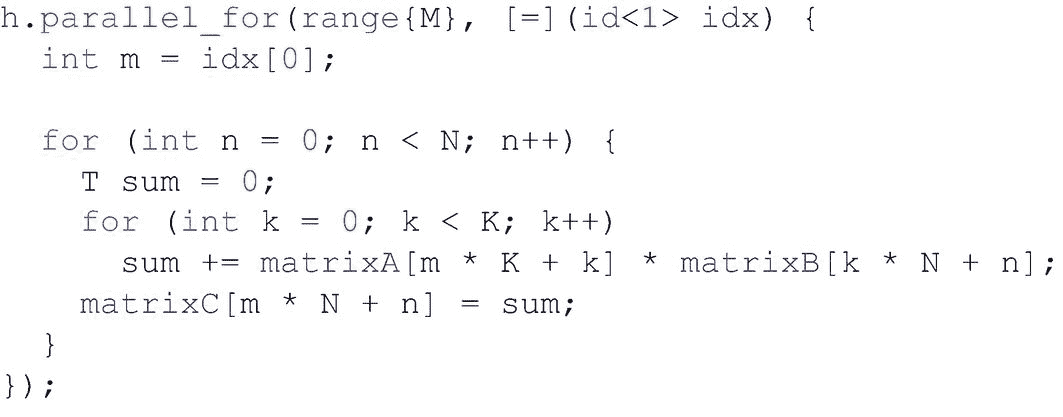 h.parallel_for(range{M}, [=](id<1> idx) {
  int m = idx[0];

  for (int n = 0; n < N; n++) {
    T sum = 0;
    for (int k = 0; k < K; k++)
      sum += matrixA[m * K + k] * matrixB[k * N + n];
    matrixC[m * N + n] = sum;
  }
});